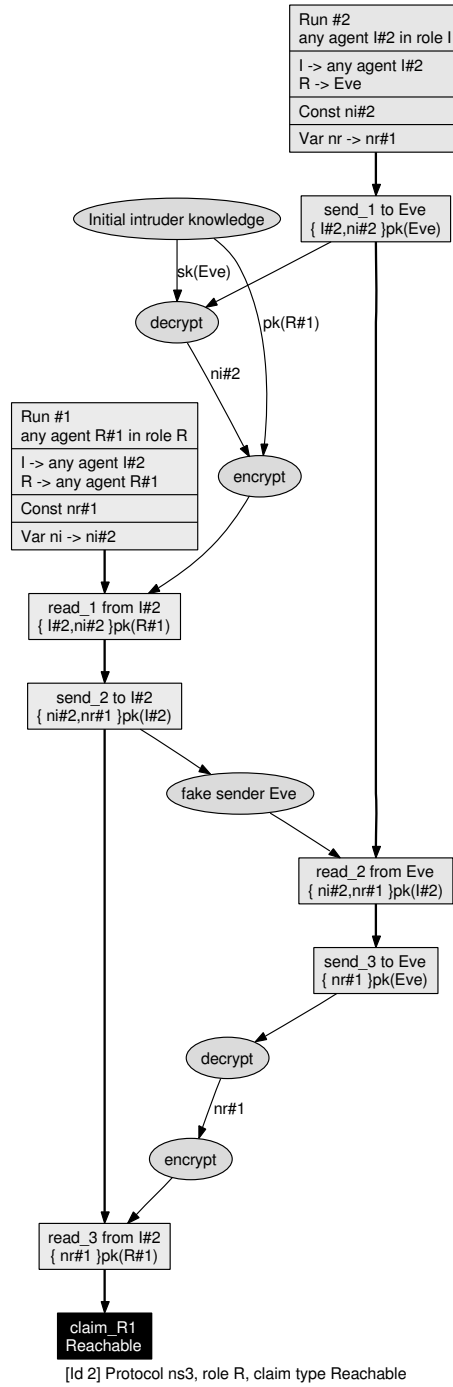 Run #2
any agent I#2 in role I
I -> any agent I#2
R -> Eve
Const ni#2
Var nr -> nr#1
Initial intruder knowledge
send_1 to Eve
{ I#2,ni#2 }pk(Eve)
sk(Eve)
decrypt
pk(R#1)
ni#2
Run #1
any agent R#1 in role R
I -> any agent I#2
R -> any agent R#1
Const nr#1
Var ni -> ni#2
encrypt
read_1 from I#2
{ I#2,ni#2 }pk(R#1)
send_2 to I#2
{ ni#2,nr#1 }pk(I#2)
fake sender Eve
read_2 from Eve
{ ni#2,nr#1 }pk(I#2)
send_3 to Eve
{ nr#1 }pk(Eve)
decrypt
nr#1
encrypt
read_3 from I#2
{ nr#1 }pk(R#1)
claim_R1
Reachable
[Id 2] Protocol ns3, role R, claim type Reachable